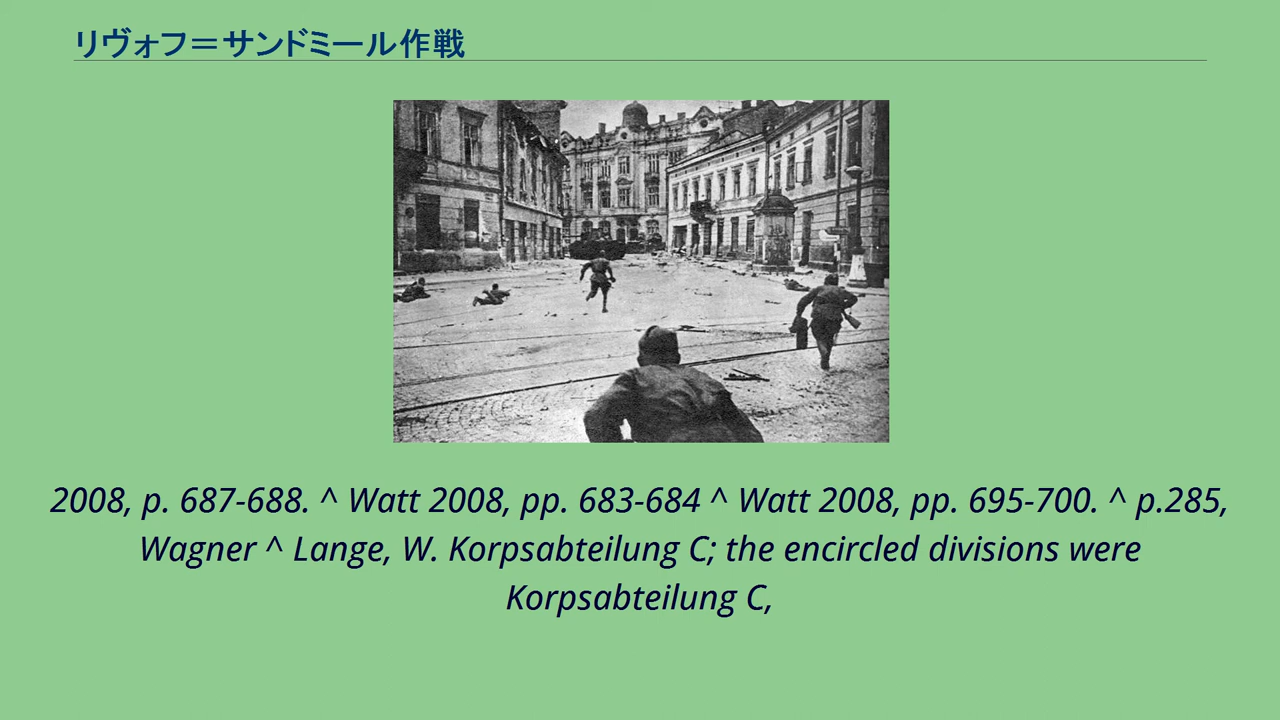 リヴォフ＝サンドミール作戦
2008, p. 687-688. ^ Watt 2008, pp. 683-684 ^ Watt 2008, pp. 695-700. ^ p.285,
Wagner ^ Lange, W. Korpsabteilung C; the encircled divisions were
Korpsabteilung C,